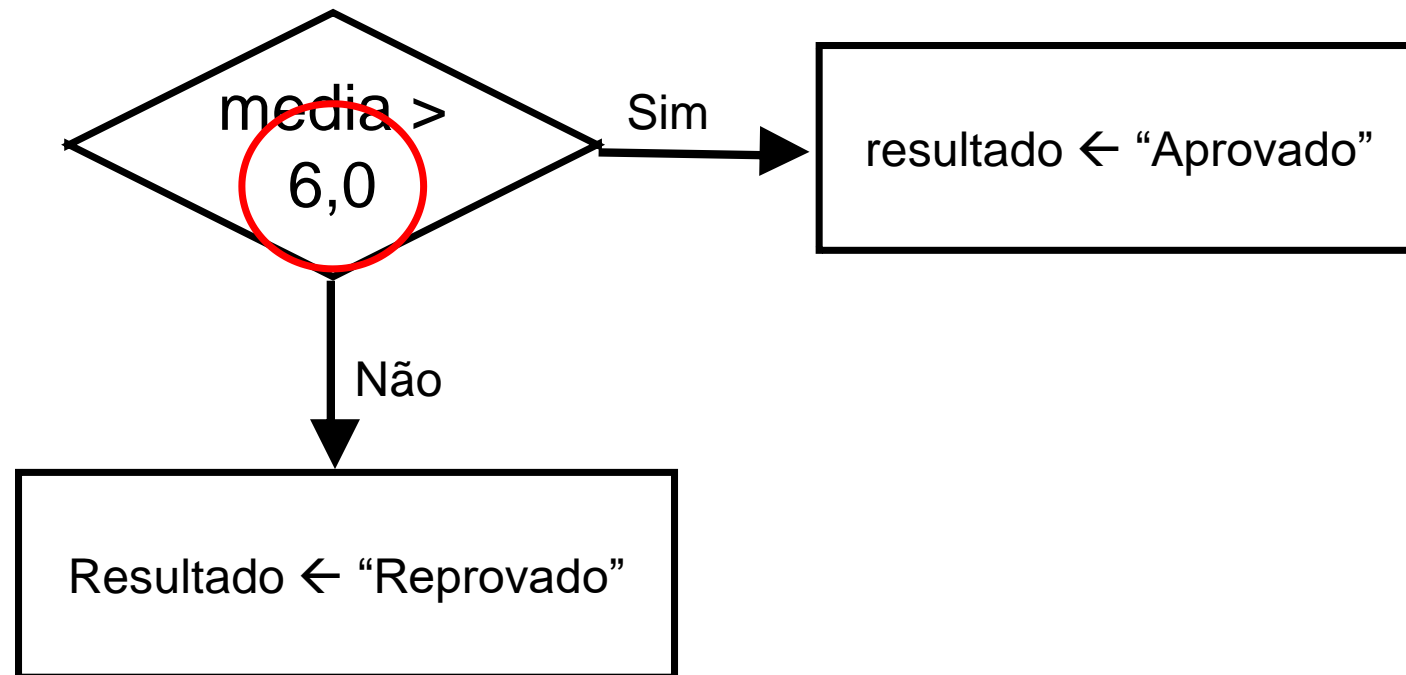 media >
6,0
Sim
resultado ← “Aprovado”
Não
Resultado ← “Reprovado”